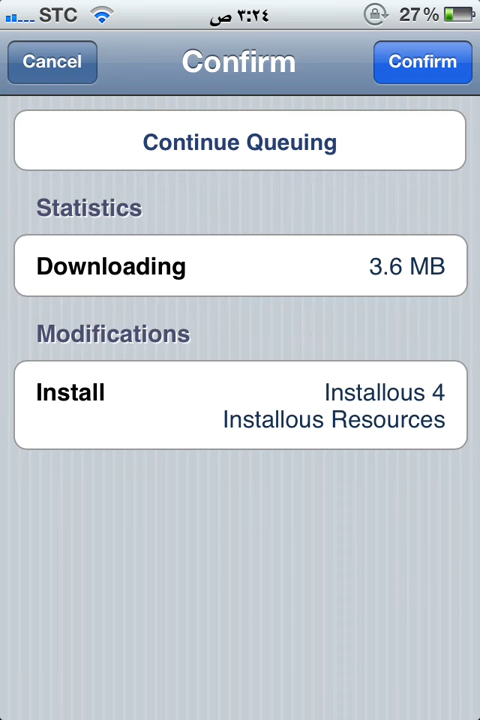 STC ٣:٢٤ ص 27%
Cancel Confirm Confirm
Continue Queuing
Statistics
Downloading 3.6 MB
Modifications
Install Installous 4
Installous Resources